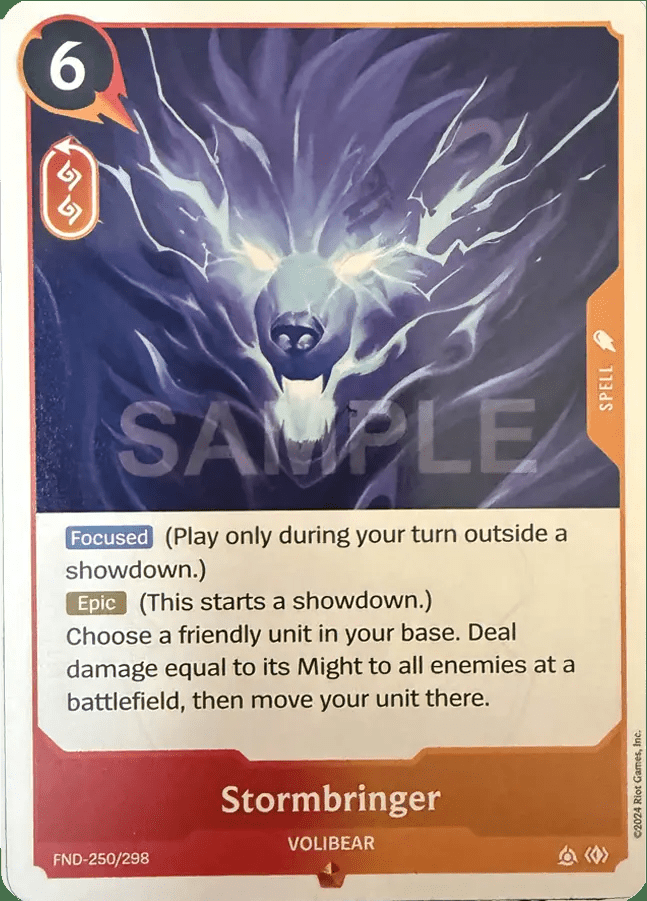 6
SPELL
SAMPLE
Focused (Play only during your turn outside a
showdown.)
Epic (This starts a showdown.)
Choose a friendly unit in your base. Deal
damage equal to its Might to all enemies at a
battlefield, then move your unit there.
Stormbringer
VOLIBEAR
FND-250/298
©2024 Riot Games, Inc.